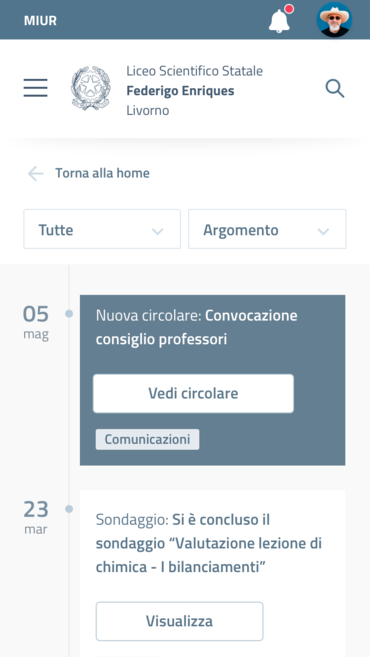 MIUR
Liceo Scientifico Statale
Federigo Enriques
Livorno
Torna alla home
Tutte
Argomento
05
mag
Nuova circolare: Convocazione
consiglio professori
Vedi circolare
Comunicazioni
23
mar
Sondaggio: Si è concluso il
sondaggio “Valutazione lezione di
chimica - I bilanciamenti”
Visualizza